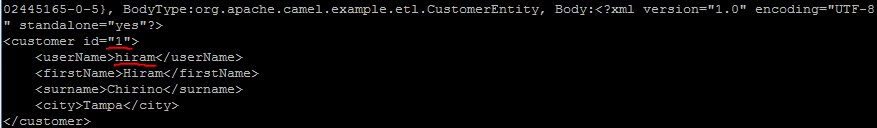 02445165-0-5}, BodyType:org.apache.camel.example.etl.CustomerEntity, Body:<?xml version="1.0" encoding="UTF-8
" standalone="yes"?>
<customer id="1">
    <userName>hiram</userName>
    <firstName>Hiram</firstName>
    <surname>Chirino</surname>
    <city>Tampa</city>
</customer>